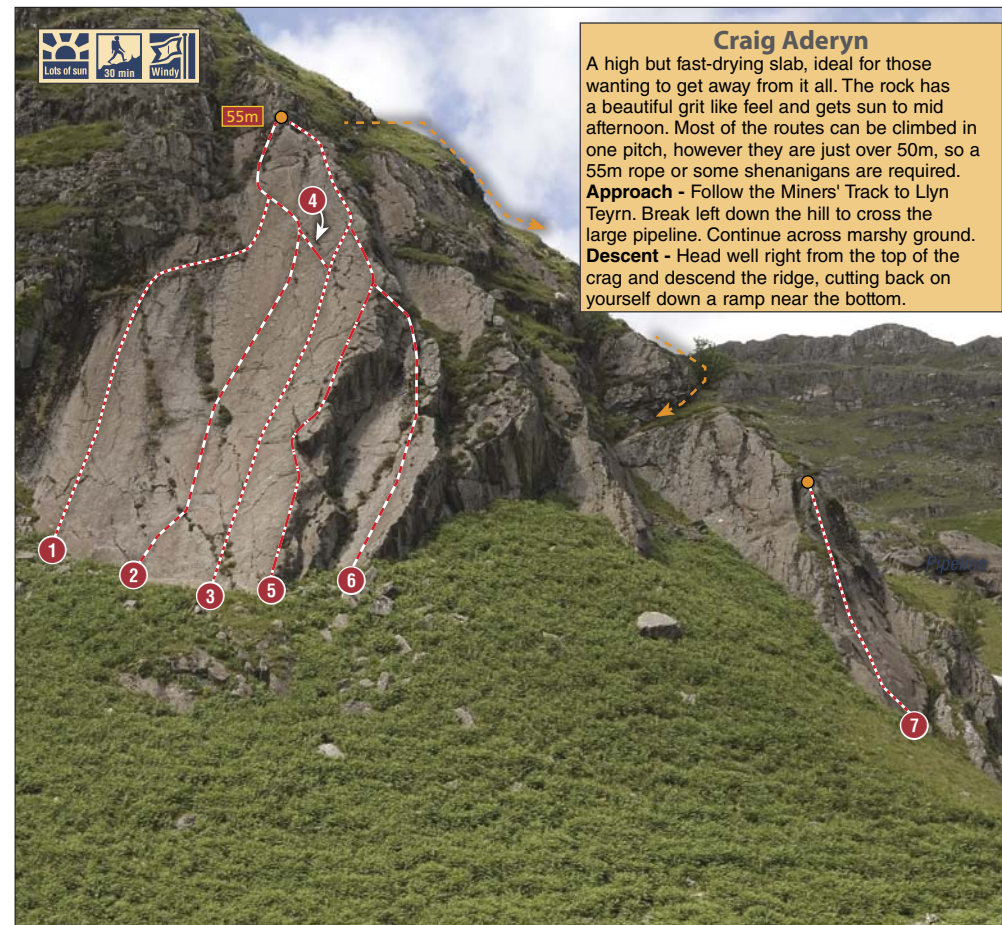 Lots of sun
30 min
Windy
Craig Aderyn
A high but fast-drying slab, ideal for those
wanting to get away from it all. The rock has
a beautiful grit like feel and gets sun to mid
afternoon. Most of the routes can be climbed in
one pitch, however they are just over 50m, so a
55m rope or some shenanigans are required.
Approach - Follow the Miners' Track to Llyn
Teyrn. Break left down the hill to cross the
large pipeline. Continue across marshy ground.
Descent - Head well right from the top of the
crag and descend the ridge, cutting back on
yourself down a ramp near the bottom.
55m
4
1
2
3
5
6
Pipeline
7